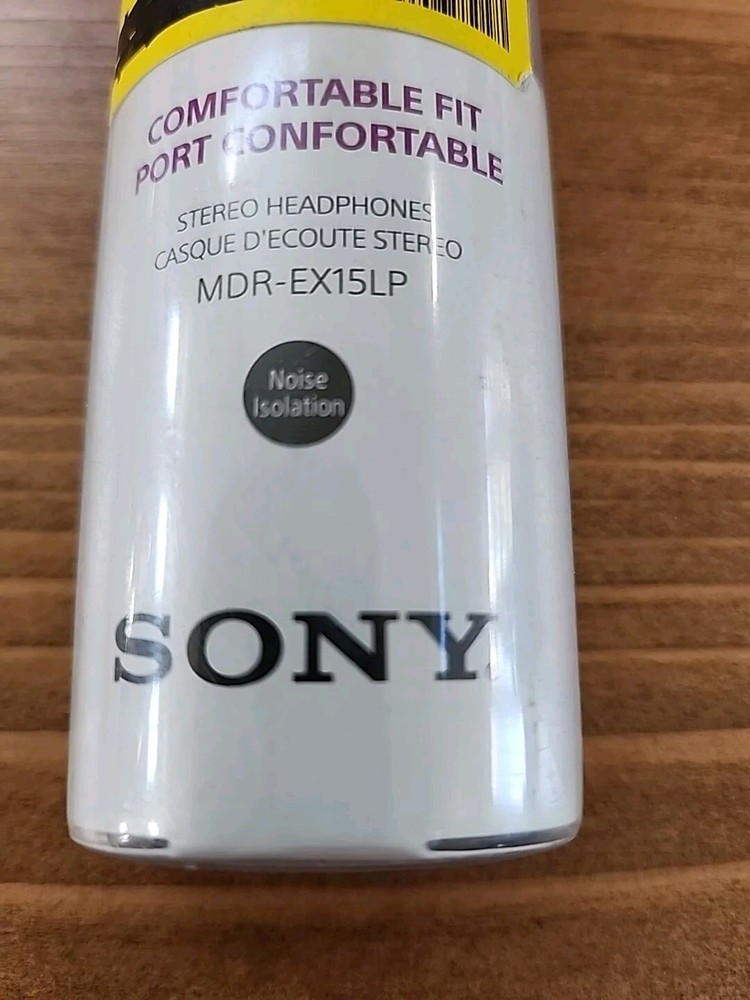 COMFORTABLE FIT
PORT CONFORTABLE
STEREO HEADPHONES
CASQUE D'ECOUTE STEREO
MDR-EX15LP
Noise
Isolation
SONY